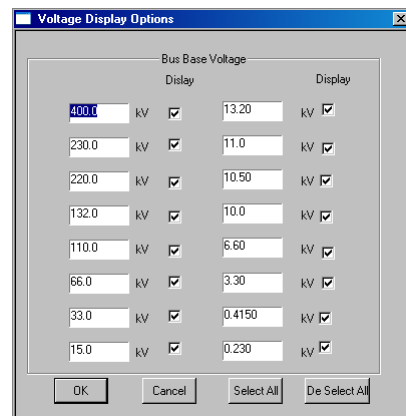 Voltage Display Options
Bus Base Voltage
Dislay Display
400.0 kV 13.20 kV
230.0 kV 11.0 kV
220.0 kV 10.50 kV
132.0 kV 10.0 kV
110.0 kV 6.60 kV
66.0 kV 3.30 kV
33.0 kV 0.4150 kV
15.0 kV 0.230 kV
OK Cancel Select All De Select All